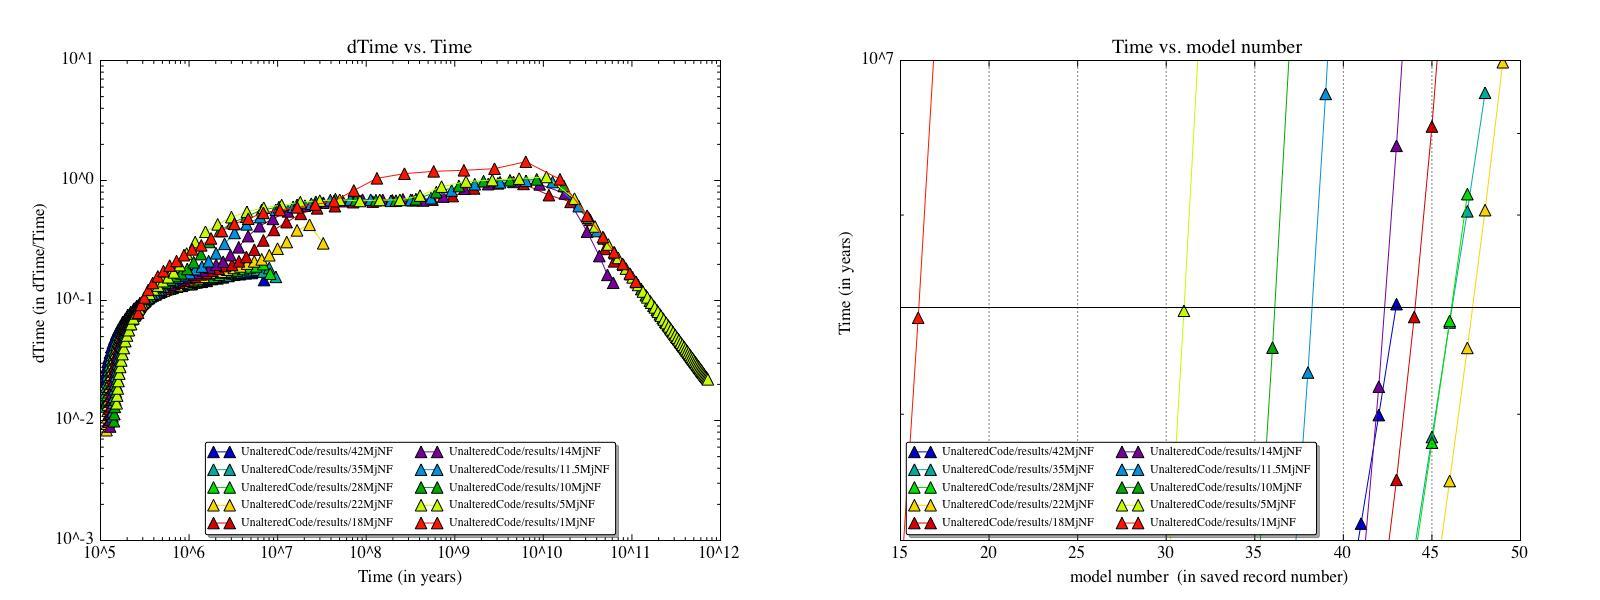 dTime vs. Time
10^1
10^0
10^-1
10^-2
10^-3
dTime (in dTime/Time)
UnalteredCode/results/42MjNF
UnalteredCode/results/35MjNF
UnalteredCode/results/28MjNF
UnalteredCode/results/22MjNF
UnalteredCode/results/18MjNF
UnalteredCode/results/14MjNF
UnalteredCode/results/11.5MjNF
UnalteredCode/results/10MjNF
UnalteredCode/results/5MjNF
UnalteredCode/results/1MjNF
10^5 10^6 10^7 10^8 10^9 10^10 10^11 10^12
Time (in years)
Time vs. model number
10^7
Time (in years)
UnalteredCode/results/42MjNF
UnalteredCode/results/35MjNF
UnalteredCode/results/28MjNF
UnalteredCode/results/22MjNF
UnalteredCode/results/18MjNF
UnalteredCode/results/14MjNF
UnalteredCode/results/11.5MjNF
UnalteredCode/results/10MjNF
UnalteredCode/results/5MjNF
UnalteredCode/results/1MjNF
15 20 25 30 35 40 45 50
model number (in saved record number)